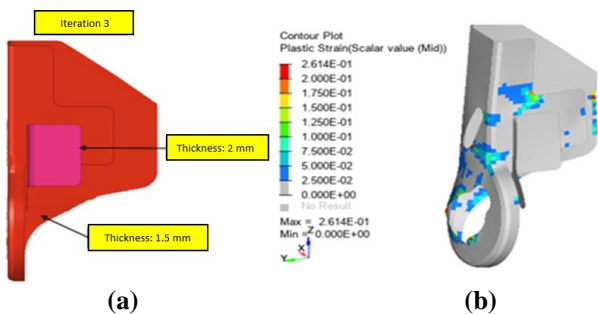 Iteration 3
Thickness: 2 mm
Thickness: 1.5 mm
(a)
Contour Plot
Plastic Strain(Scalar value (Mid))
2.614E-01
2.000E-01
1.750E-01
1.500E-01
1.250E-01
1.000E-01
7.500E-02
5.000E-02
2.500E-02
0.000E+00
No Result
Max = 2.614E-01
Min = 0.000E+00
Z
X
Y
(b)